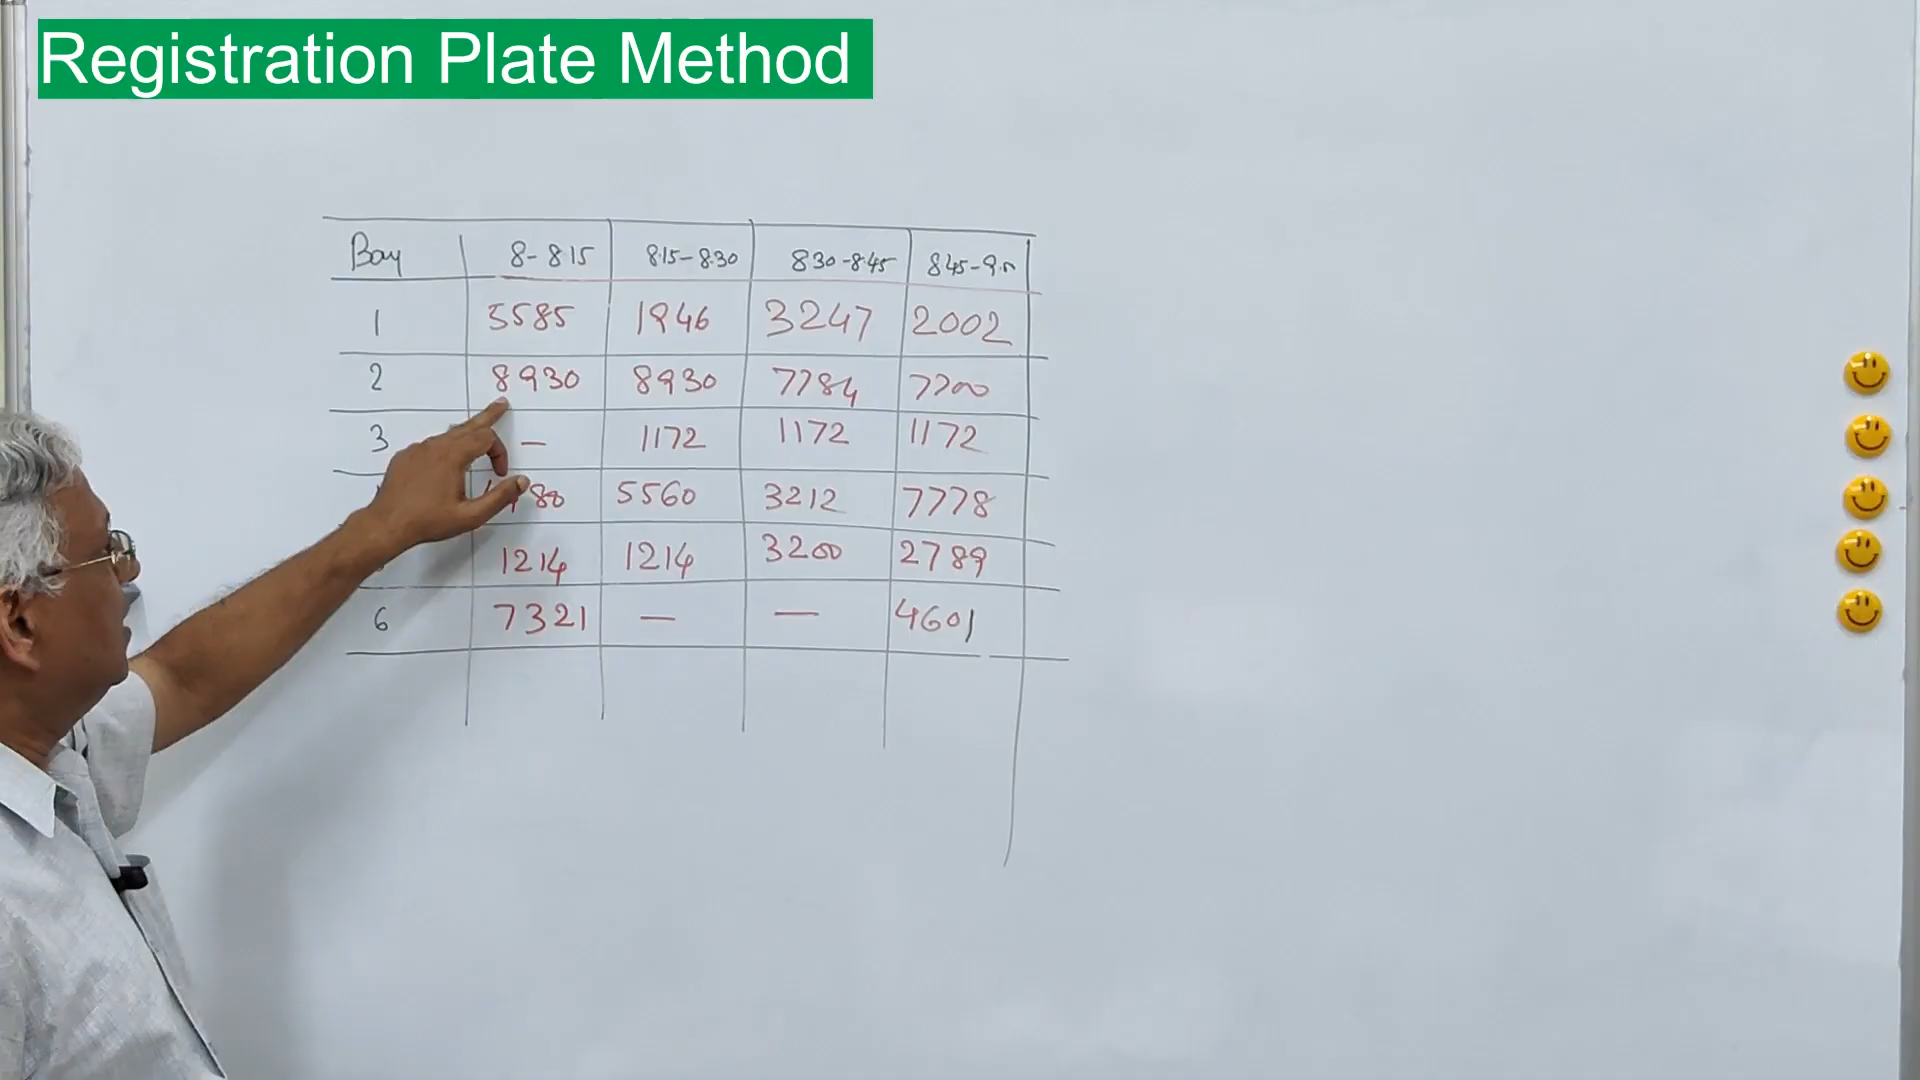 Registration Plate Method
Bay 8-8.15 8.15-8.30 8.30-8.45 8.45-9.0
1 5585 1946 3247 2002
2 8930 8930 7784 7700
3 — 1172 1172 1172
80 5560 3212 7778
1214 1214 3200 2789
6 7321 — — 4601